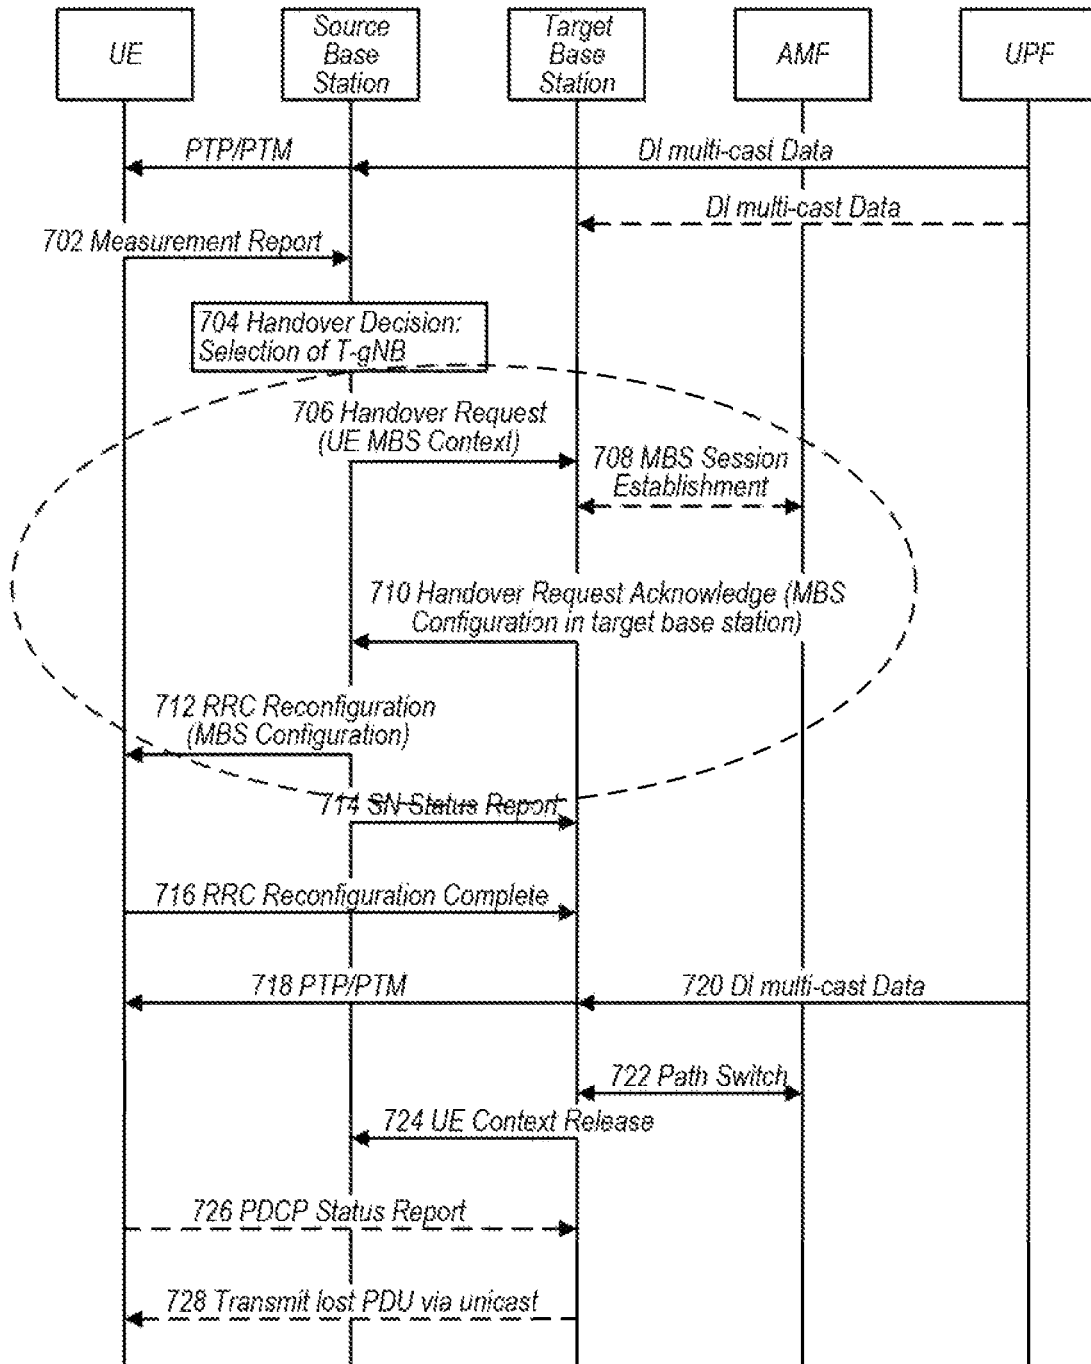 UE
Source
Base
Station
Target
Base
Station
AMF
UPF
PTP/PTM
Dl multi-cast Data
Dl multi-cast Data
702 Measurement Report
704 Handover Decision:
Selection of T-gNB
706 Handover Request
(UE MBS Context)
708 MBS Session
Establishment
710 Handover Request Acknowledge (MBS
Configuration in target base station)
712 RRC Reconfiguration
(MBS Configuration)
714 SN Status Report
716 RRC Reconfiguration Complete
718 PTP/PTM
720 Dl multi-cast Data
722 Path Switch
724 UE Context Release
726 PDCP Status Report
728 Transmit lost PDU via unicast